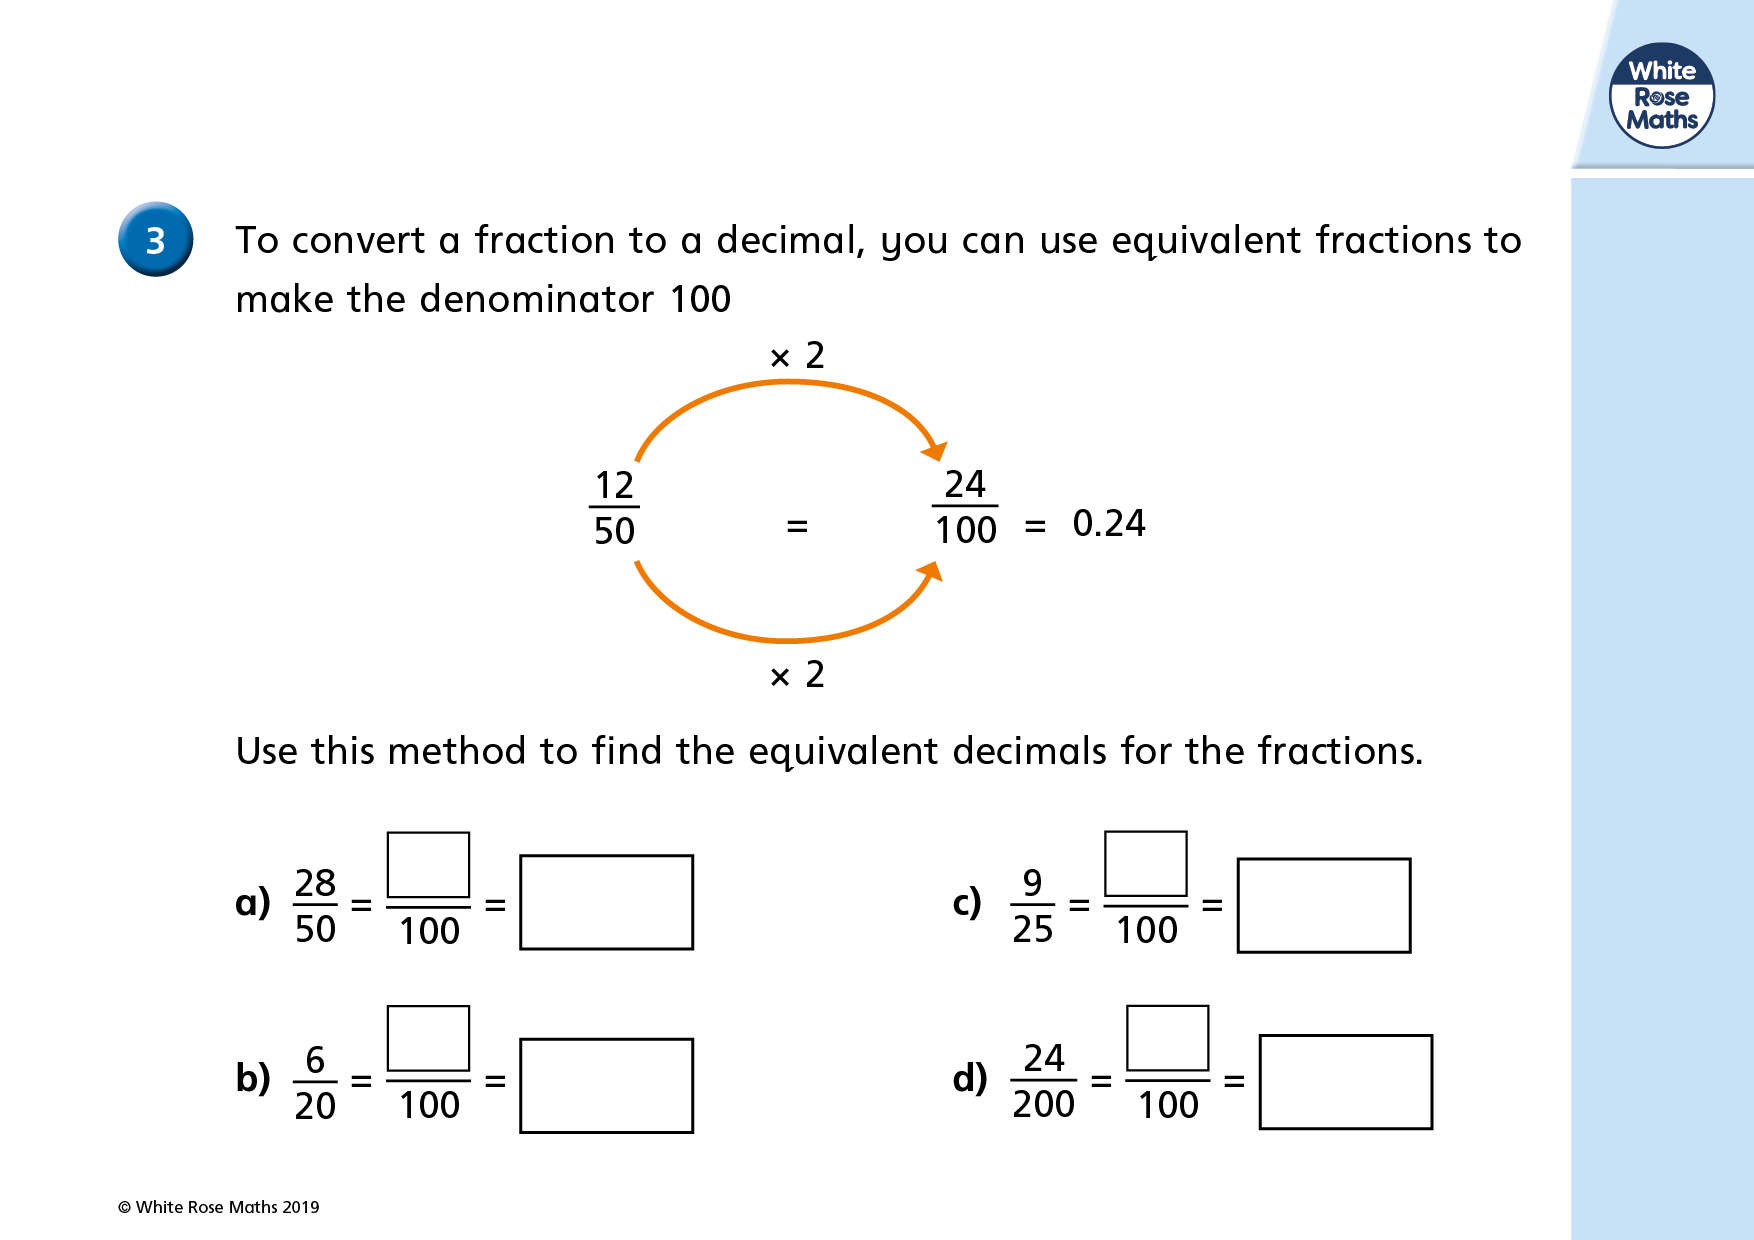 White
Rose
Maths
3 To convert a fraction to a decimal, you can use equivalent fractions to
make the denominator 100
× 2
12/50 = 24/100 = 0.24
× 2
Use this method to find the equivalent decimals for the fractions.
a) 28/50 = /100 =
c) 9/25 = /100 =
b) 6/20 = /100 =
d) 24/200 = /100 =
© White Rose Maths 2019